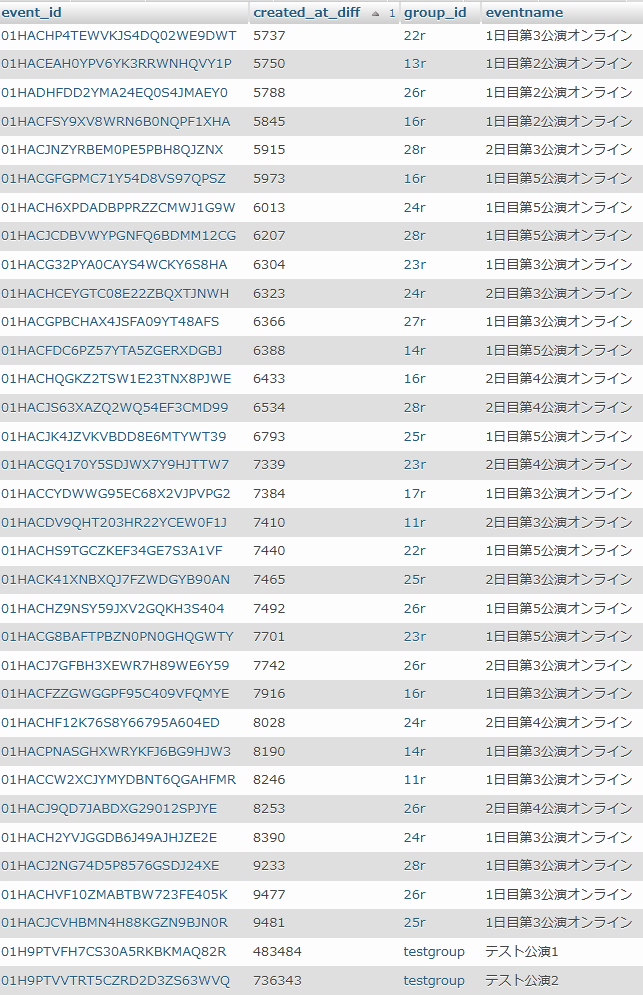 event_id created_at_diff 1 group_id eventname
01HACHP4TEWVKJS4DQ02WE9DWT 5737 22r 1日目第3公演オンライン
01HACEAH0YPV6YK3RRWNHQVY1P 5750 13r 1日目第2公演オンライン
01HADHFDD2YMA24EQ0S4JMAEY0 5788 26r 1日目第2公演オンライン
01HACFSY9XV8WRN6B0NQPF1XHA 5845 16r 1日目第2公演オンライン
01HACJNZYRBEM0PE5PBH8QJZNX 5915 28r 2日目第3公演オンライン
01HACGFGPMC71Y54D8VS97QPSZ 5973 16r 1日目第5公演オンライン
01HACH6XPDADBPPRZZCMWJ1G9W 6013 24r 1日目第5公演オンライン
01HACJCDBVWYPGNFQ6BDMM12CG 6207 28r 1日目第5公演オンライン
01HACG32PYA0CAYS4WCKY6S8HA 6304 23r 1日目第3公演オンライン
01HACHCEYGTC08E22ZBQXTJNWH 6323 24r 2日目第3公演オンライン
01HACGPBCHAX4JSFA09YT48AFS 6366 27r 1日目第3公演オンライン
01HACFDC6PZ57YTA5ZGERXDGBJ 6388 14r 1日目第5公演オンライン
01HACHQGKZ2TSW1E23TNX8PJWE 6433 16r 2日目第4公演オンライン
01HACJS63XAZQ2WQ54EF3CMD99 6534 28r 2日目第4公演オンライン
01HACJK4JZVKVBDD8E6MTYWT39 6793 25r 1日目第5公演オンライン
01HACGQ170Y5SDJWX7Y9HJTTW7 7339 23r 2日目第4公演オンライン
01HACCYDWWG95EC68X2VJPVPG2 7384 17r 1日目第3公演オンライン
01HACDV9QHT203HR22YCEW0F1J 7410 11r 2日目第3公演オンライン
01HACHS9TGCZKEF34GE7S3A1VF 7440 22r 1日目第5公演オンライン
01HACK41XNBXQJ7FZWDGYB90AN 7465 25r 2日目第3公演オンライン
01HACHZ9NSY59JXV2GQKH3S404 7492 26r 1日目第5公演オンライン
01HACG8BAFTPBZN0PN0GHQGWTY 7701 23r 1日目第5公演オンライン
01HACJ7GFBH3XEWR7H89WE6Y59 7742 26r 2日目第3公演オンライン
01HACFZZGWGGPF95C409VFQMYE 7916 16r 1日目第3公演オンライン
01HACHF12K76S8Y66795A604ED 8028 24r 2日目第4公演オンライン
01HACPNASGHXWRYKFJ6BG9HJW3 8190 14r 1日目第3公演オンライン
01HACCW2XCJYMYDBNT6QGAHFMR 8246 11r 1日目第3公演オンライン
01HACJ9QD7JABDXG29012SPJYE 8253 26r 2日目第4公演オンライン
01HACH2YVJGGDB6J49AJHJZE2E 8390 24r 1日目第3公演オンライン
01HACJ2NG74D5P8576GSDJ24XE 9233 28r 1日目第3公演オンライン
01HACHVF10ZMABTBW723FE405K 9477 26r 1日目第3公演オンライン
01HACJCVHBMN4H88KGZN9BJN0R 9481 25r 1日目第3公演オンライン
01H9PTVFH7CS30A5RKBKMAQ82R 483484 testgroup テスト公演1
01H9PTVVTRT5CZRD2D3ZS63WVQ 736343 testgroup テスト公演2